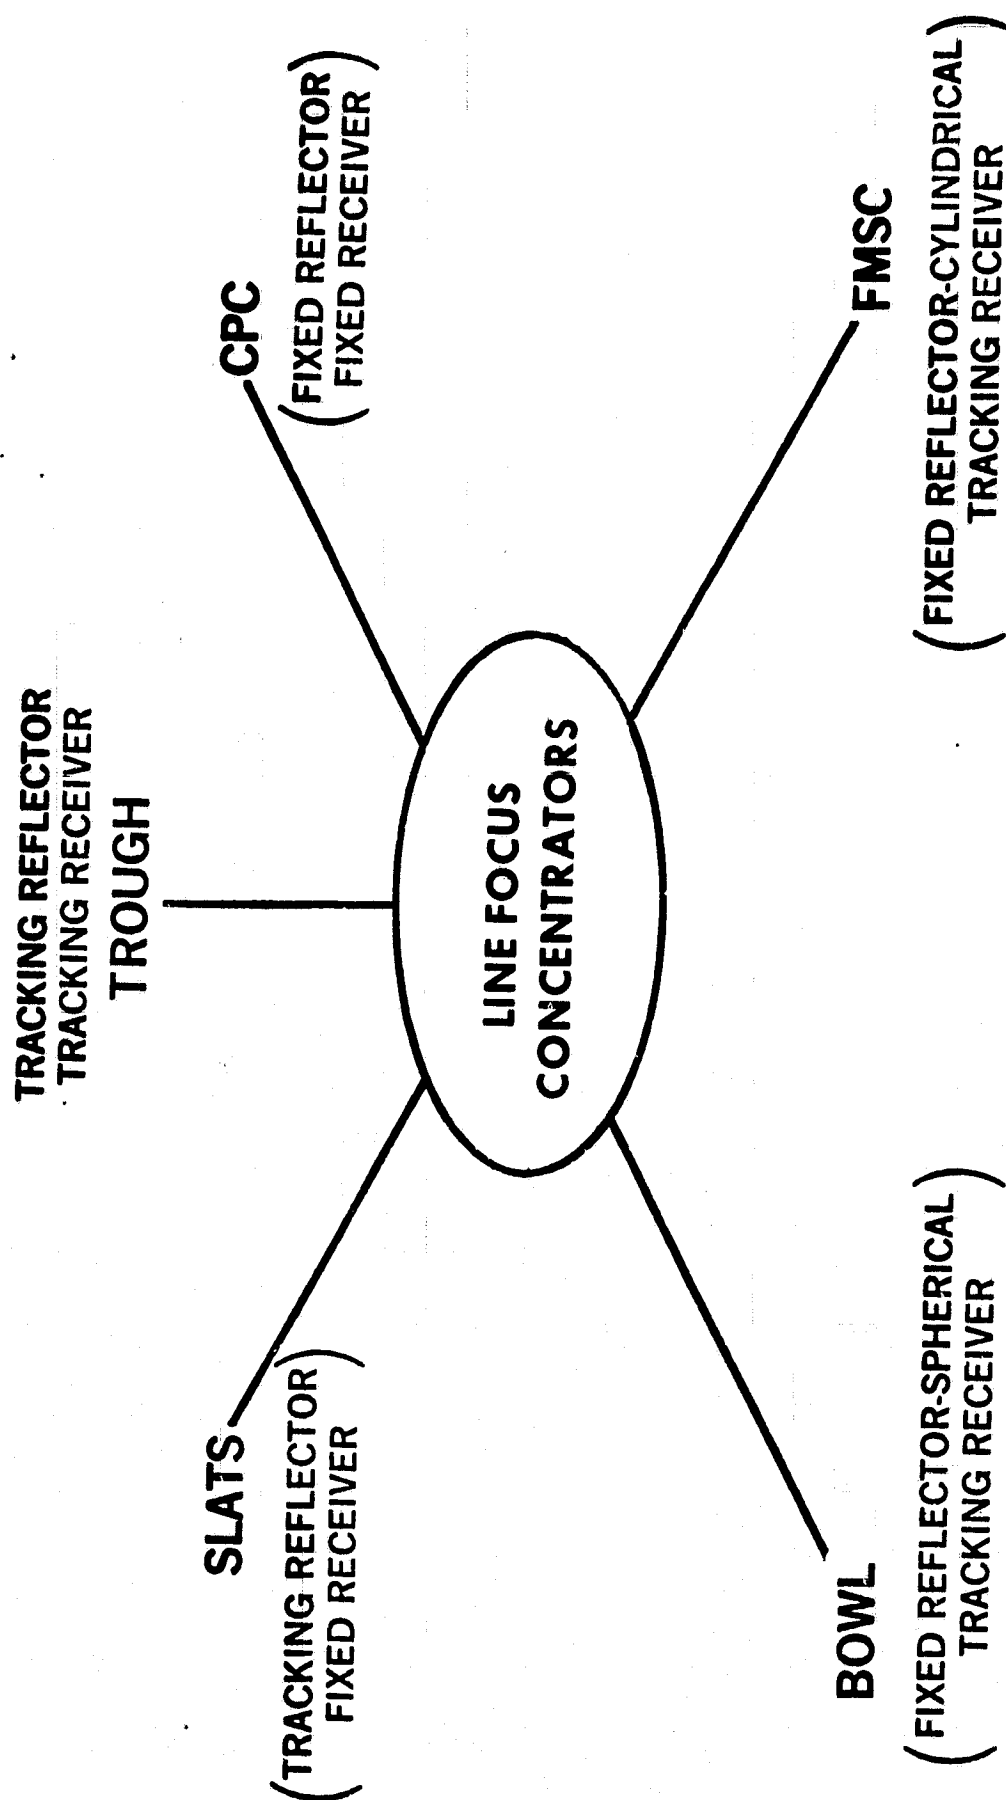 TRACKING REFLECTOR
TRACKING RECEIVER
TROUGH
SLATS
(TRACKING REFLECTOR
FIXED RECEIVER)
CPC
(FIXED REFLECTOR
FIXED RECEIVER)
LINE FOCUS
CONCENTRATORS
BOWL
(FIXED REFLECTOR-SPHERICAL
TRACKING RECEIVER)
FMSC
(FIXED REFLECTOR-CYLINDRICAL
TRACKING RECEIVER)